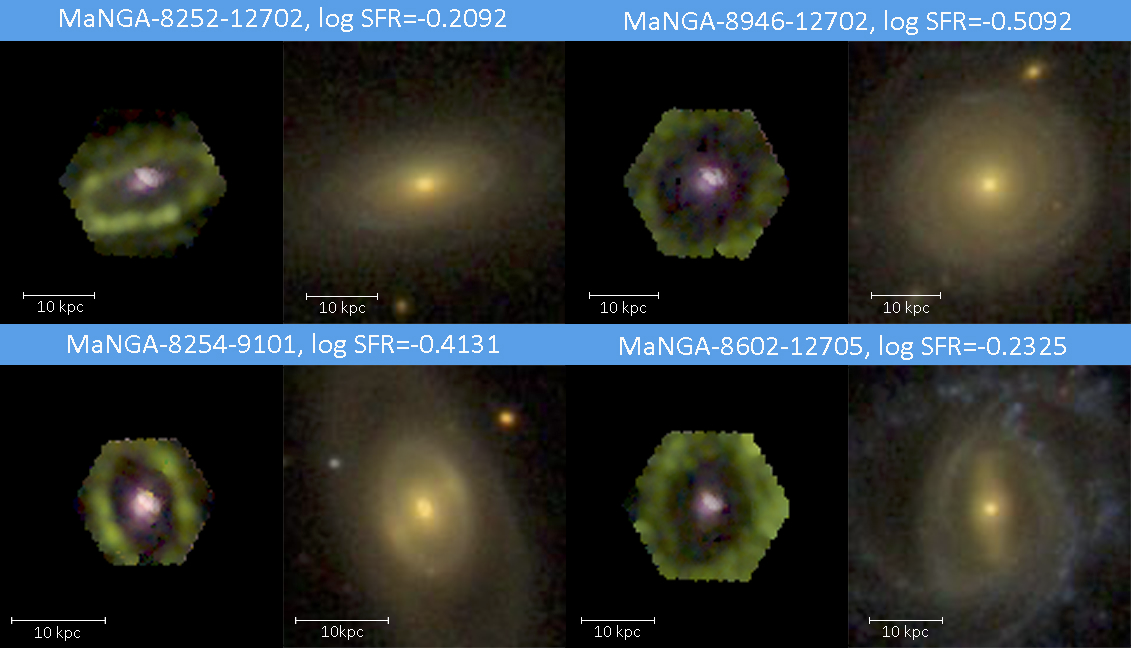 MaNGA-8252-12702, log SFR=-0.2092
MaNGA-8946-12702, log SFR=-0.5092
10 kpc
10 kpc
10 kpc
10 kpc
MaNGA-8254-9101, log SFR=-0.4131
MaNGA-8602-12705, log SFR=-0.2325
10 kpc
10kpc
10 kpc
10 kpc